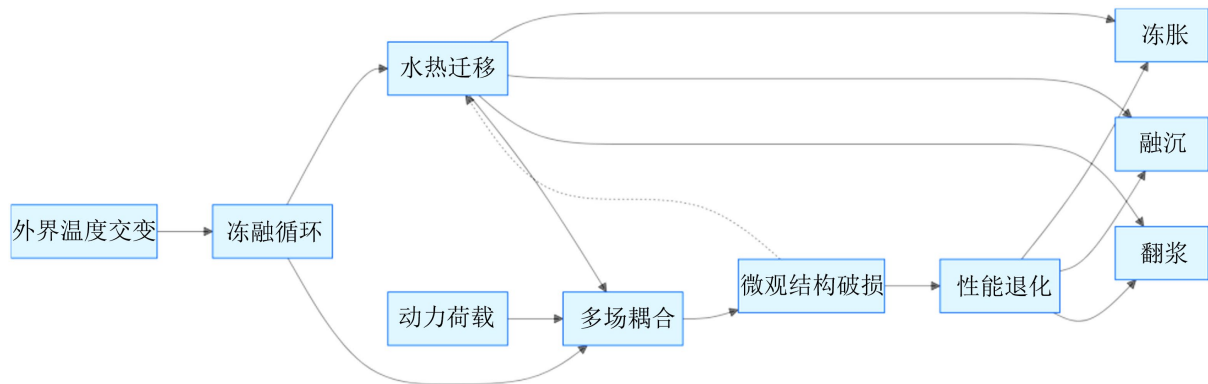 外界温度交变
冻融循环
水热迁移
动力荷载
多场耦合
微观结构破损
性能退化
冻胀
融沉
翻浆